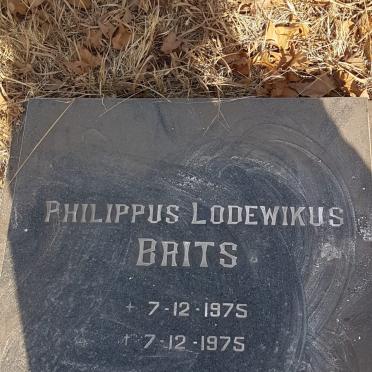 PHILIPPUS LODEWIKUS
BRITS
+ 7-12-1975
+ 7-12-1975